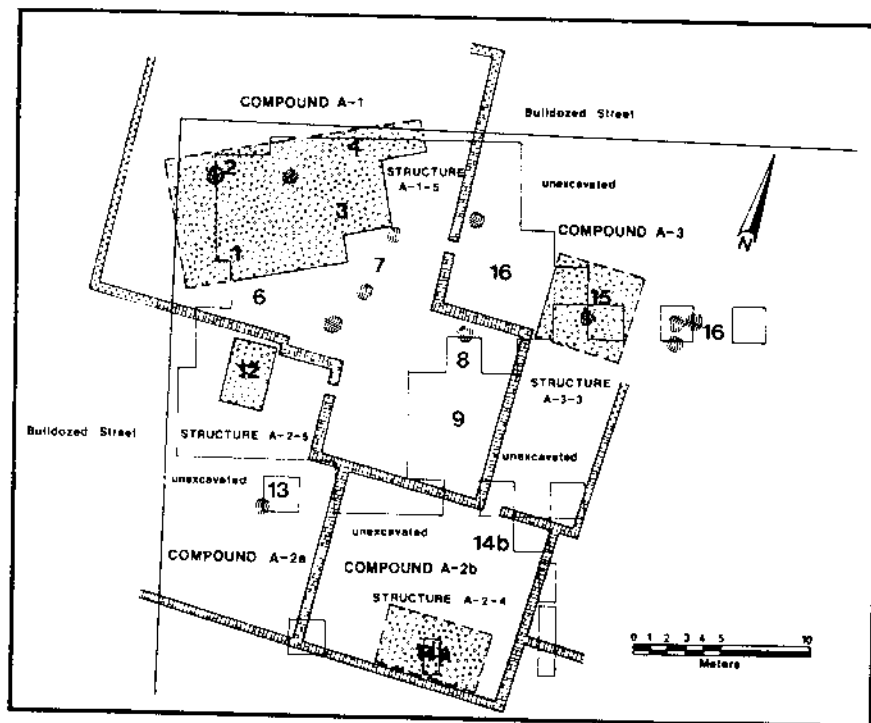 COMPOUND A-1
Bulldozed Street
2
4
STRUCTURE
A-1-5
unexcavated
3
COMPOUND A-3
1
7
16
6
15
N
16
8
12
STRUCTURE
A-3-3
9
Bulldozed Street
STRUCTURE A-2-5
unexcavated
unexcavated
13
unexcavated
14b
COMPOUND A-2a
COMPOUND A-2b
STRUCTURE A-2-4
0 1 2 3 4 5 10
Meters